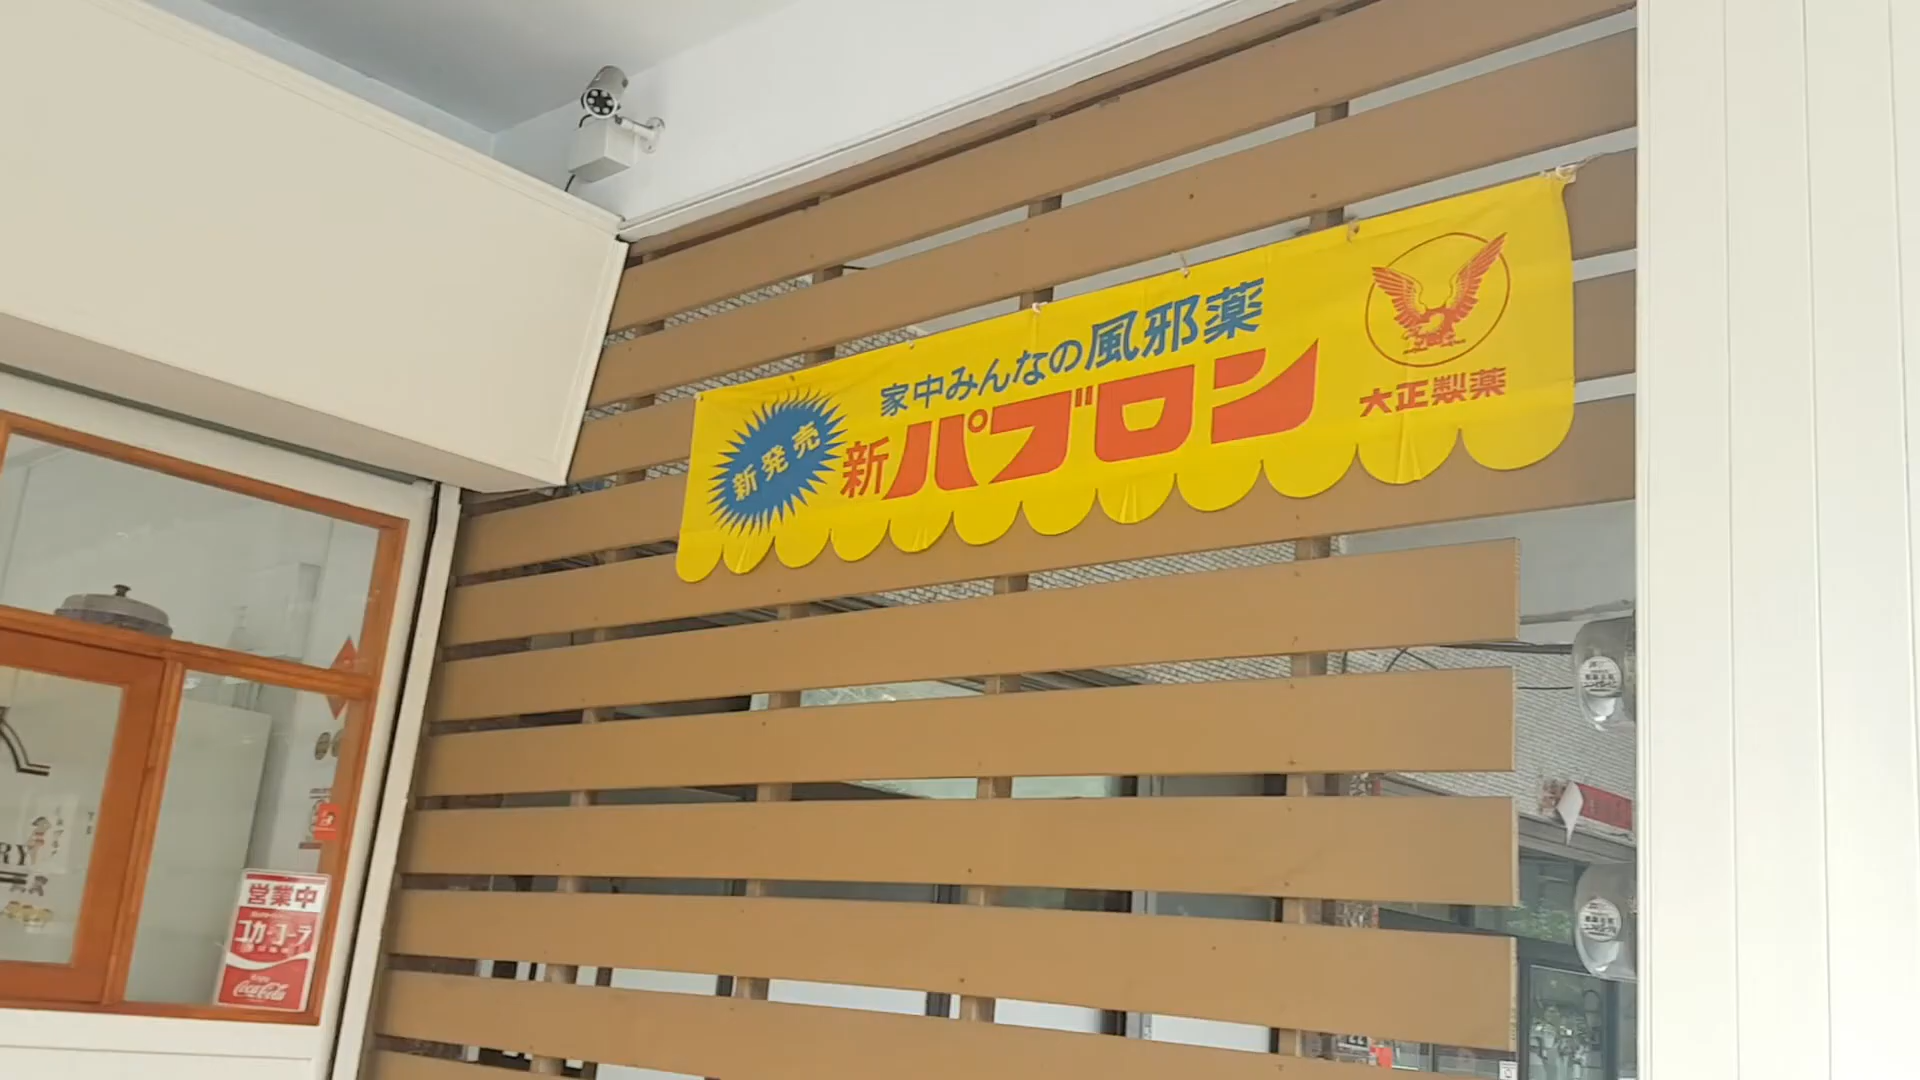 家中みんなの風邪薬
新発売
新パブロン
大正製薬
営業中
コカ・コーラ
Coca-Cola
RY